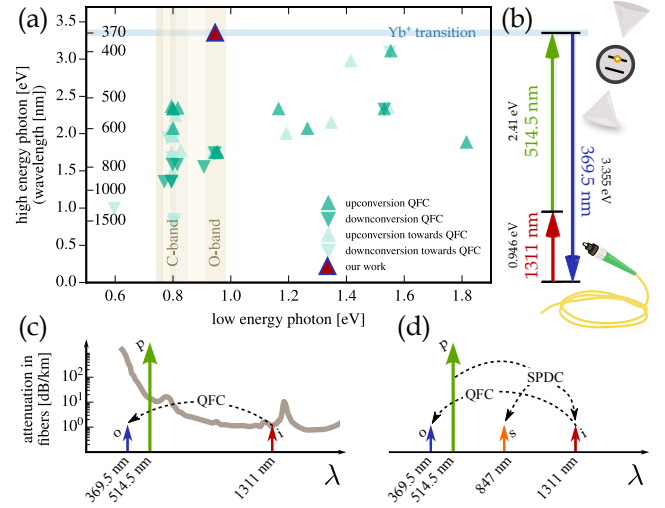 (a)
high energy photon [eV]
(wavelength [nm])
3.5
3.0
2.5
2.0
1.5
1.0
0.5
0.0
370
400
500
600
800
1000
1500
Yb⁺ transition
C-band
O-band
upconversion QFC
downconversion QFC
upconversion towards QFC
downconversion towards QFC
our work
0.6
0.8
1.0
1.2
1.4
1.6
1.8
low energy photon [eV]
(b)
2.41 eV
514.5 nm
0.946 eV
1311 nm
369.5 nm
3.355 eV
(c)
attenuation in
fibers [dB/km]
10²
10¹
10⁰
p
QFC
o
i
369.5 nm
514.5 nm
1311 nm
λ
(d)
p
SPDC
QFC
o
s
i
369.5 nm
514.5 nm
847 nm
1311 nm
λ